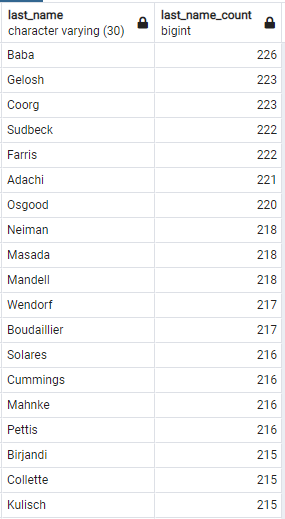 last_name last_name_count
character varying (30) bigint
Baba 226
Gelosh 223
Coorg 223
Sudbeck 222
Farris 222
Adachi 221
Osgood 220
Neiman 218
Masada 218
Mandell 218
Wendorf 217
Boudaillier 217
Solares 216
Cummings 216
Mahnke 216
Pettis 216
Birjandi 215
Collette 215
Kulisch 215